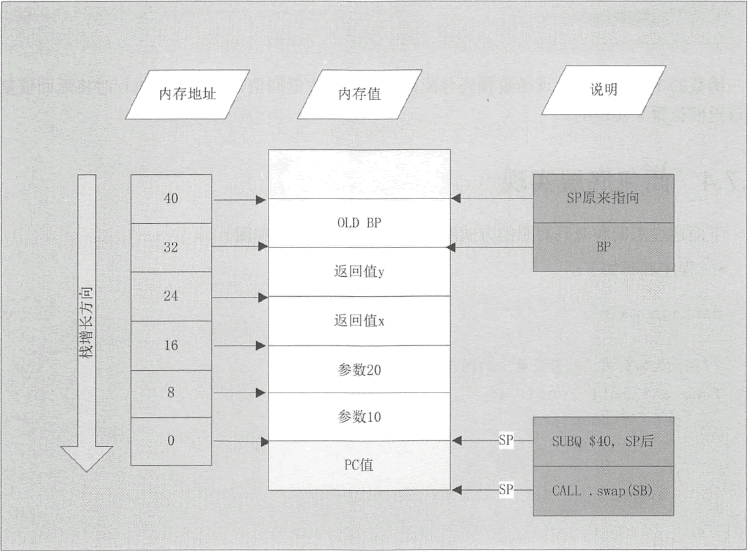 内存地址 内存值 说明
40 SP原来指向
OLD BP
32 BP
返回值y
24
返回值x
16
参数20
8
参数10
0 SP SUBQ $40, SP后
PC值
SP CALL .swap(SB)
栈增长方向